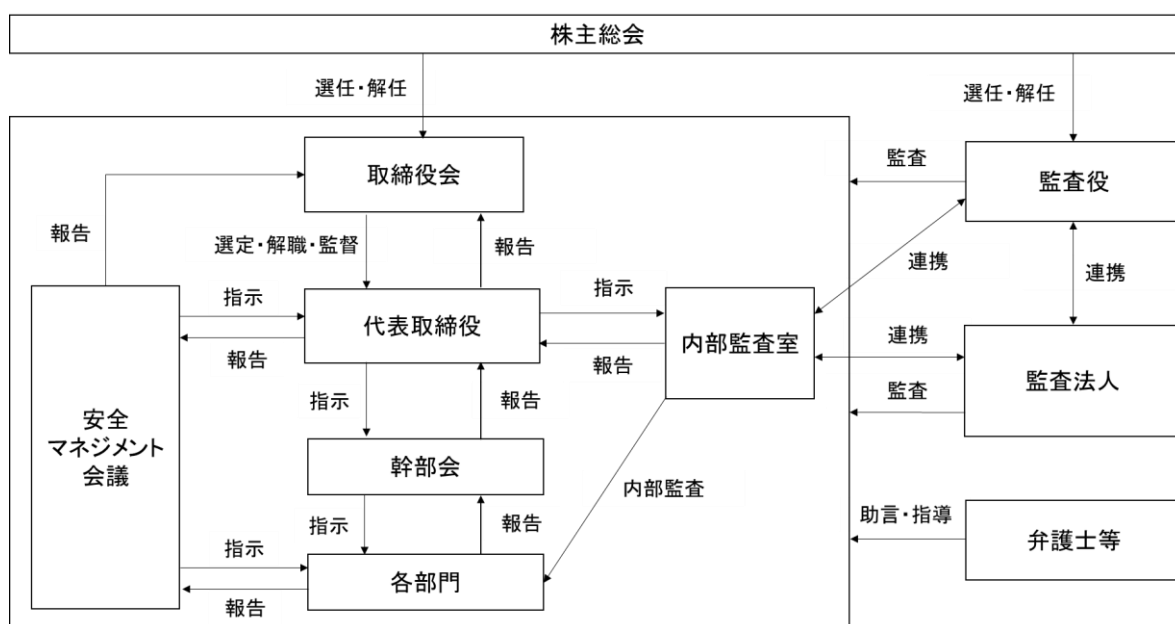 株主総会
選任・解任
選任・解任
取締役会
監査
監査役
報告
選定・解職・監督
報告
連携
連携
指示
代表取締役
指示
内部監査室
報告
報告
連携
監査法人
監査
安全
マネジメント
会議
指示
報告
幹部会
内部監査
指示
報告
助言・指導
弁護士等
指示
各部門
報告